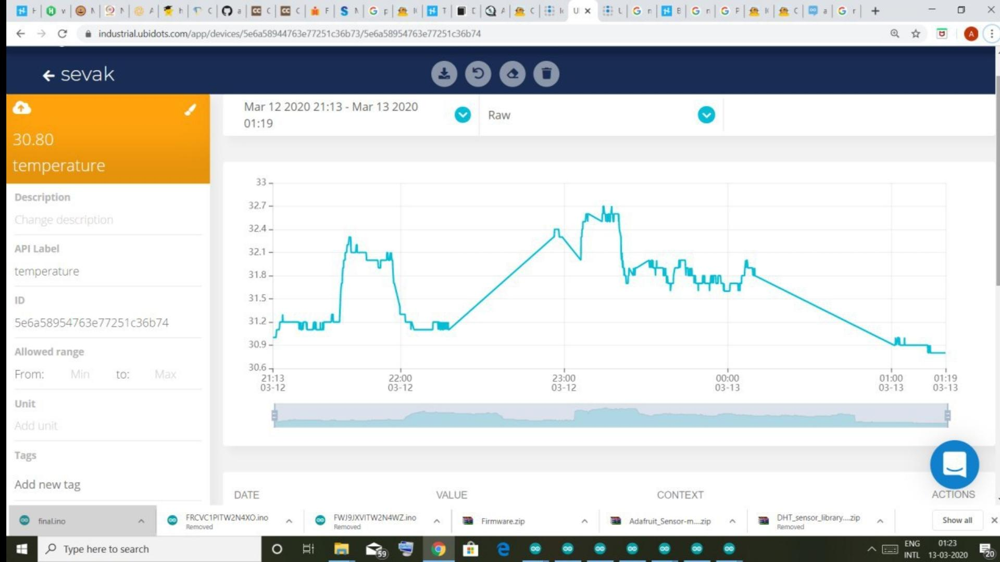 industrial.ubidots.com/app/devices/5e6a58944763e77251c36b73/5e6a58954763e77251c36b74
A
← sevak
Mar 12 2020 21:13 - Mar 13 2020
01:19
Raw
30.80
temperature
Description
Change description
API Label
temperature
ID
5e6a58954763e77251c36b74
Allowed range
From: Min to: Max
Unit
Add unit
Tags
Add new tag
33
32.7
32.4
32.1
31.8
31.5
31.2
30.9
30.6
21:13 22:00 23:00 00:00 01:00 01:19
03-12 03-12 03-12 03-13 03-13 03-13
DATE VALUE CONTEXT ACTIONS
final.ino
FRCVC1PITW2N4XO.ino
Removed
FWJ9JXVITW2N4WZ.ino
Removed
Firmware.zip
Adafruit_Sensor-m....zip
DHT_sensor_library....zip
Removed
Show all
Type here to search
59
ENG
INTL
01:23
13-03-2020
20